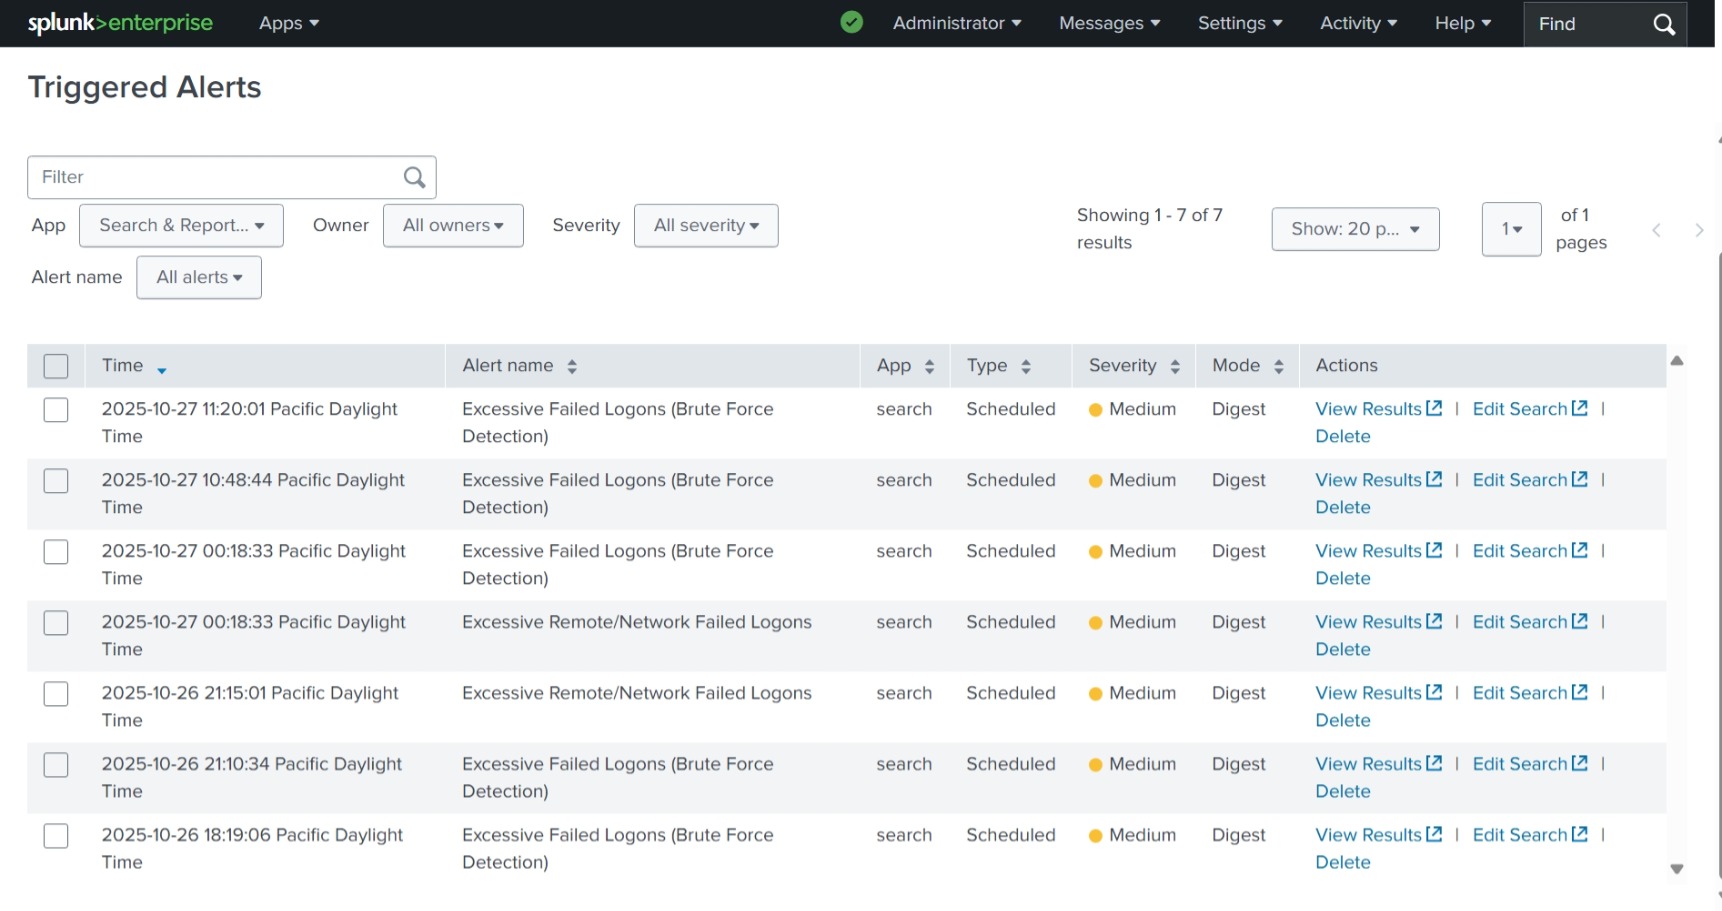 splunk>enterprise Apps Administrator Messages Settings Activity Help Find
Triggered Alerts
Filter
App Search & Report... Owner All owners Severity All severity
Alert name All alerts
Showing 1 - 7 of 7
results
Show: 20 p...
1
of 1
pages
Time Alert name App Type Severity Mode Actions
2025-10-27 11:20:01 Pacific Daylight Excessive Failed Logons (Brute Force search Scheduled Medium Digest View Results | Edit Search |
Time Detection) Delete
2025-10-27 10:48:44 Pacific Daylight Excessive Failed Logons (Brute Force search Scheduled Medium Digest View Results | Edit Search |
Time Detection) Delete
2025-10-27 00:18:33 Pacific Daylight Excessive Failed Logons (Brute Force search Scheduled Medium Digest View Results | Edit Search |
Time Detection) Delete
2025-10-27 00:18:33 Pacific Daylight Excessive Remote/Network Failed Logons search Scheduled Medium Digest View Results | Edit Search |
Time Delete
2025-10-26 21:15:01 Pacific Daylight Excessive Remote/Network Failed Logons search Scheduled Medium Digest View Results | Edit Search |
Time Delete
2025-10-26 21:10:34 Pacific Daylight Excessive Failed Logons (Brute Force search Scheduled Medium Digest View Results | Edit Search |
Time Detection) Delete
2025-10-26 18:19:06 Pacific Daylight Excessive Failed Logons (Brute Force search Scheduled Medium Digest View Results | Edit Search |
Time Detection) Delete